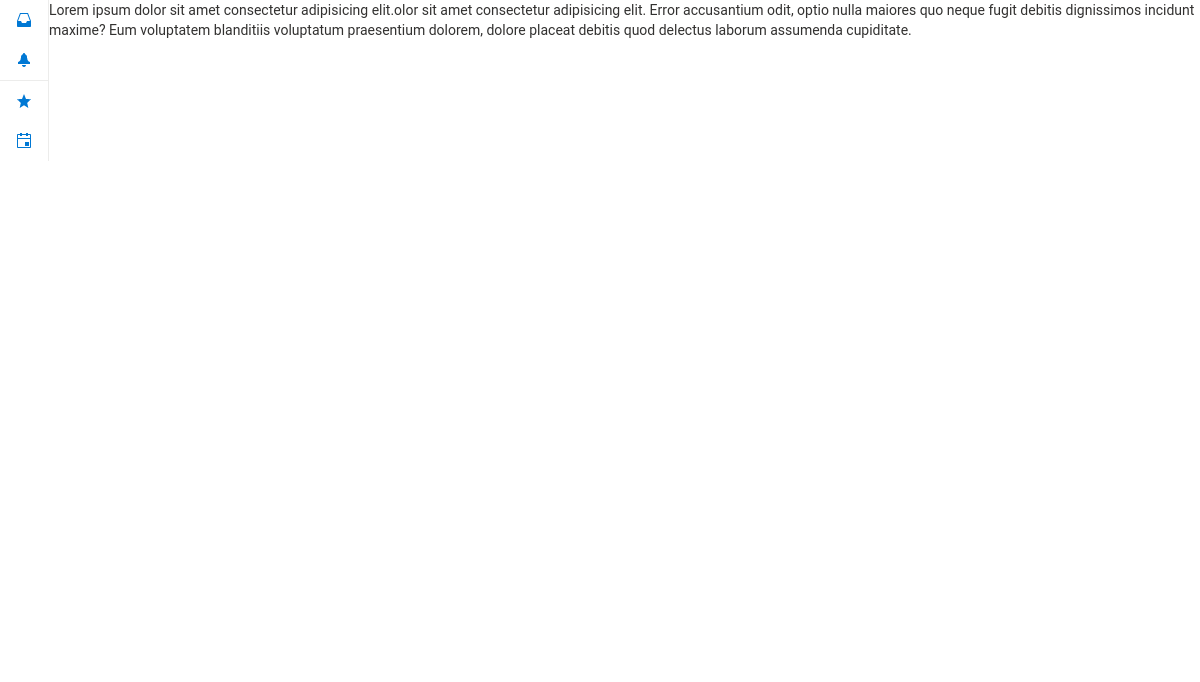 Lorem ipsum dolor sit amet consectetur adipisicing elit.olor sit amet consectetur adipisicing elit. Error accusantium odit, optio nulla maiores quo neque fugit debitis dignissimos incidunt
maxime? Eum voluptatem blanditiis voluptatum praesentium dolorem, dolore placeat debitis quod delectus laborum assumenda cupiditate.